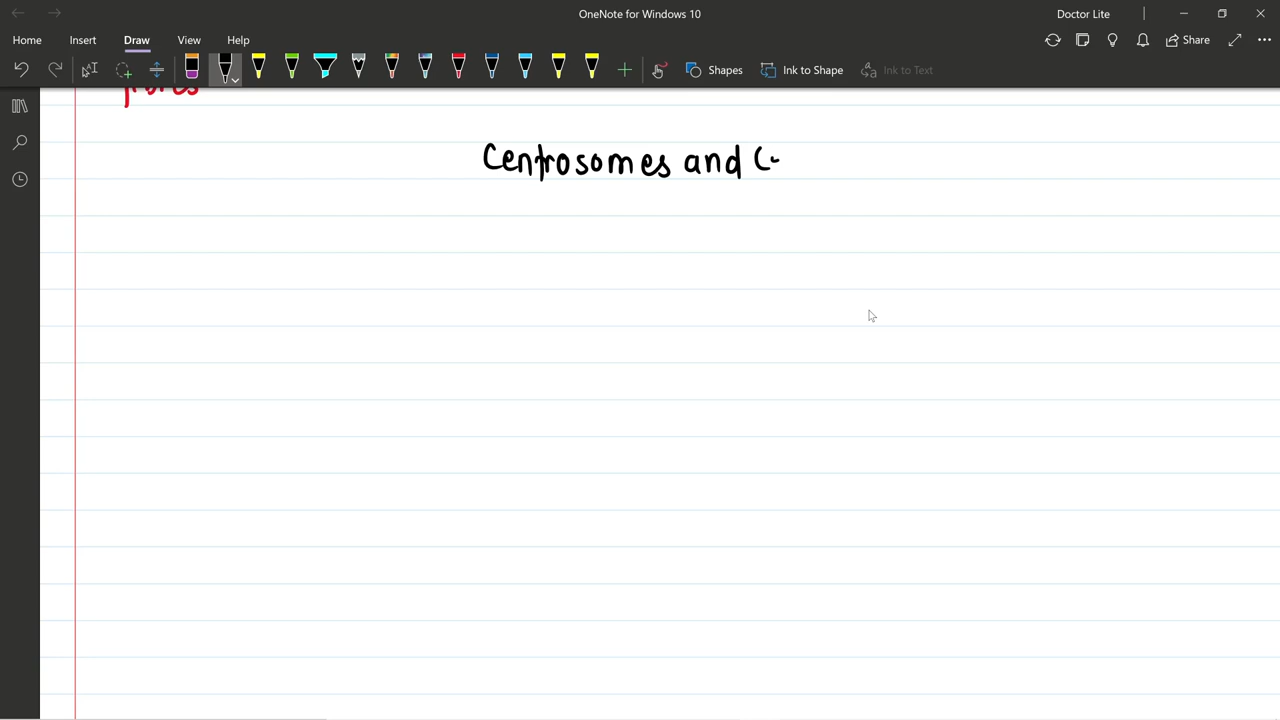 OneNote for Windows 10
Doctor Lite
Home
Insert
Draw
View
Help
Share
Shapes
Ink to Shape
Ink to Text
Centrosomes and C